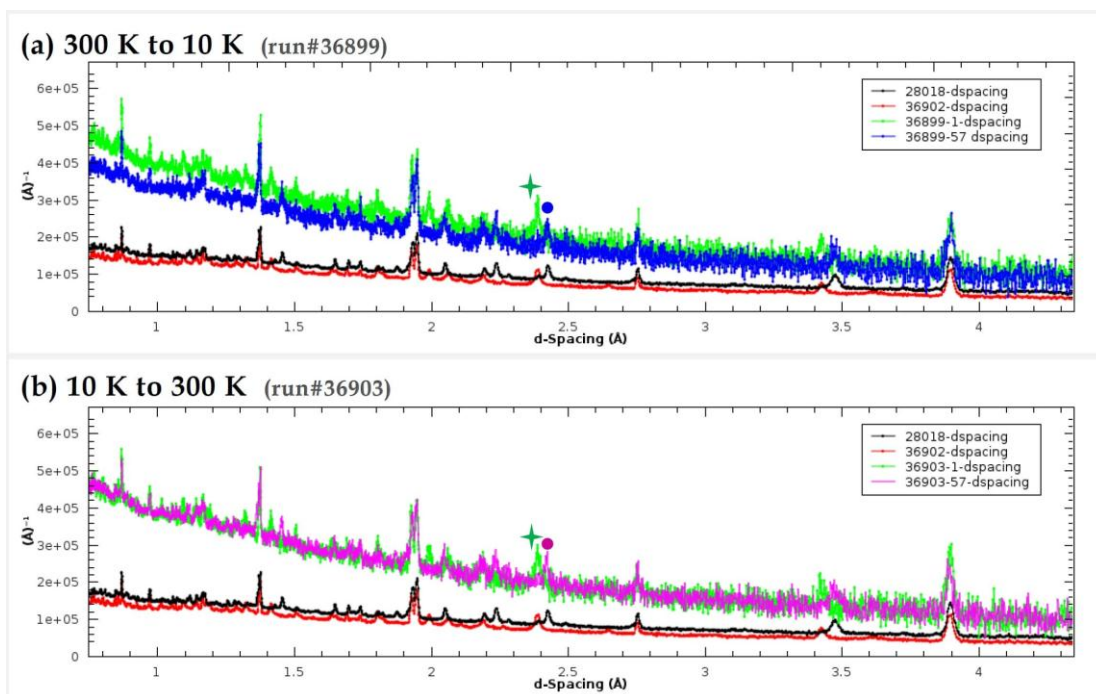 (a) 300 K to 10 K (run#36899)
6e+05
5e+05
4e+05
3e+05
2e+05
1e+05
0
(Å)⁻¹
28018-dspacing
36902-dspacing
36899-1-dspacing
36899-57 dspacing
1 1.5 2 2.5 3 3.5 4
d-Spacing (Å)
(b) 10 K to 300 K (run#36903)
6e+05
5e+05
4e+05
3e+05
2e+05
1e+05
0
(Å)⁻¹
28018-dspacing
36902-dspacing
36903-1-dspacing
36903-57-dspacing
1 1.5 2 2.5 3 3.5 4
d-Spacing (Å)